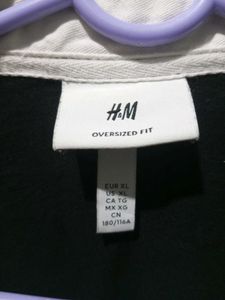 H&M
OVERSIZED FIT
EUR XL
US XL
CA TG
MX XG
CN
180/116A